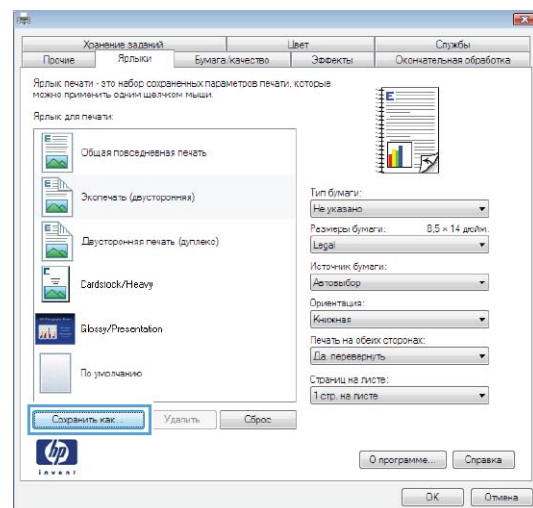 Хранение заданий Цвет Службы
Прочие Ярлыки Бумага/качество Эффекты Окончательная обработка
Ярлык печати - это набор сохраненных параметров печати, которые
можно применить одним щелчком мыши.
Ярлык для печати:
Общая повседневная печать
Экопечать (двусторонняя)
Двусторонняя печать (дуплекс)
Cardstock/Heavy
Glossy/Presentation
По умолчанию
Сохранить как... Удалить Сброс
Тип бумаги:
Не указано
Размеры бумаги: 8,5 × 14 дюйм.
Legal
Источник бумаги:
Автовыбор
Ориентация:
Книжная
Печать на обеих сторонах:
Да. перевернуть
Страниц на листе:
1 стр. на листе
hp
invent
О программе... Справка
OK Отмена